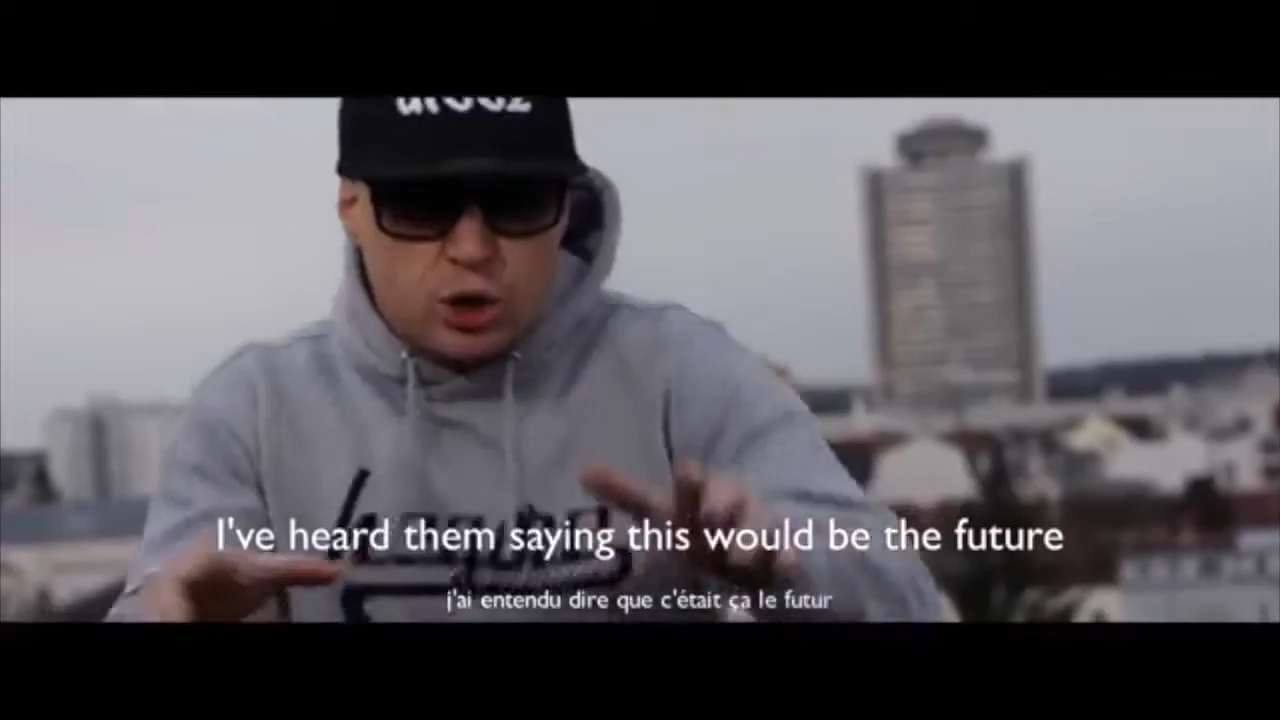 I've heard them saying this would be the future
j'ai entendu dire que c'était ça le futur